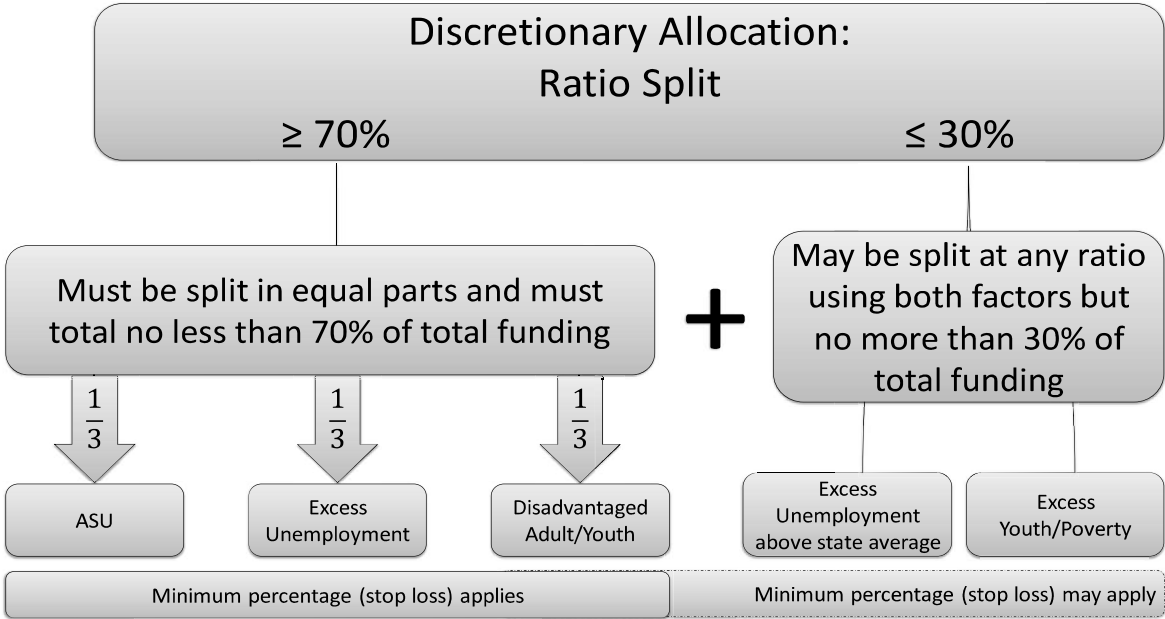 Discretionary Allocation:
Ratio Split
≥ 70%
≤ 30%
Must be split in equal parts and must
total no less than 70% of total funding
+
May be split at any ratio
using both factors but
no more than 30% of
total funding
1/3
1/3
1/3
ASU
Excess
Unemployment
Disadvantaged
Adult/Youth
Excess
Unemployment
above state average
Excess
Youth/Poverty
Minimum percentage (stop loss) applies
Minimum percentage (stop loss) may apply